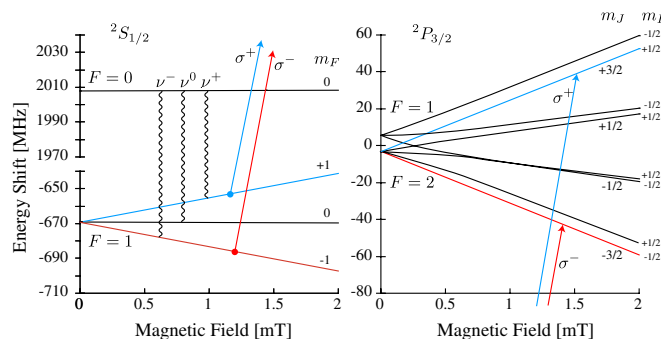 ²S₁/₂
²P₃/₂
m_J
m_I
Energy Shift [MHz]
2040
2010
1980
1970
-650
-670
-690
-710
F = 0
F = 1
ν⁻
ν⁰
ν⁺
σ⁺
σ⁻
m_F
0
+1
0
-1
0
0.5
1
1.5
2
Magnetic Field [mT]
60
40
20
0
-20
-40
-60
-80
F = 1
F = 2
σ⁺
σ⁻
+3/2
+1/2
-1/2
-3/2
-1/2
+1/2
-1/2
+1/2
+1/2
-1/2
+1/2
-1/2
0
0.5
1
1.5
2
Magnetic Field [mT]